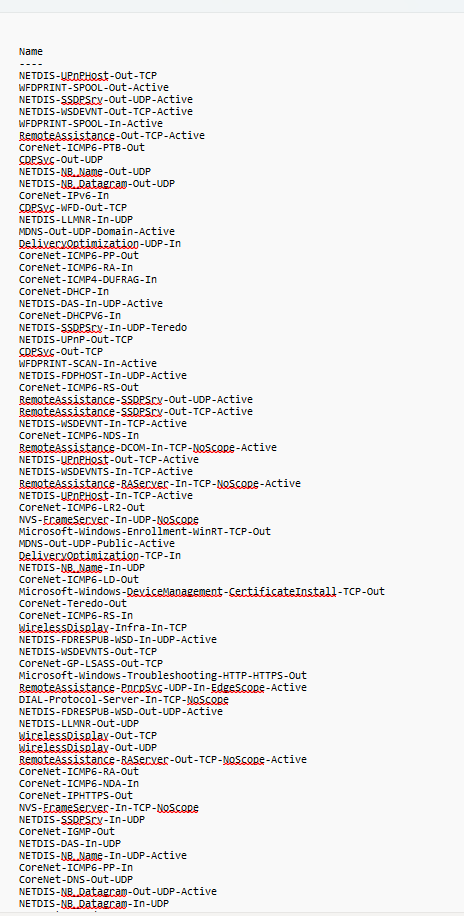 Name
----
NETDIS-UPnPHost-Out-TCP
WFDPRINT-SPOOL-Out-Active
NETDIS-SSDPSrv-Out-UDP-Active
NETDIS-WSDEVNT-Out-TCP-Active
WFDPRINT-SPOOL-In-Active
RemoteAssistance-Out-TCP-Active
CoreNet-ICMP6-PTB-Out
CDPSvc-Out-UDP
NETDIS-NB_Name-Out-UDP
NETDIS-NB_Datagram-Out-UDP
CoreNet-IPv6-In
CDPSvc-WFD-Out-TCP
NETDIS-LLMNR-In-UDP
MDNS-Out-UDP-Domain-Active
DeliveryOptimization-UDP-In
CoreNet-ICMP6-PP-Out
CoreNet-ICMP6-RA-In
CoreNet-ICMP4-DUFRAG-In
CoreNet-DHCP-In
NETDIS-DAS-In-UDP-Active
CoreNet-DHCPV6-In
NETDIS-SSDPSrv-In-UDP-Teredo
NETDIS-UPnP-Out-TCP
CDPSvc-Out-TCP
WFDPRINT-SCAN-In-Active
NETDIS-FDPHOST-In-UDP-Active
CoreNet-ICMP6-RS-Out
RemoteAssistance-SSDPSrv-Out-UDP-Active
RemoteAssistance-SSDPSrv-Out-TCP-Active
NETDIS-WSDEVNT-In-TCP-Active
CoreNet-ICMP6-NDS-In
RemoteAssistance-DCOM-In-TCP-NoScope-Active
NETDIS-UPnPHost-Out-TCP-Active
NETDIS-WSDEVNTS-In-TCP-Active
RemoteAssistance-RAServer-In-TCP-NoScope-Active
NETDIS-UPnPHost-In-TCP-Active
CoreNet-ICMP6-LR2-Out
NVS-FrameServer-In-UDP-NoScope
Microsoft-Windows-Enrollment-WinRT-TCP-Out
MDNS-Out-UDP-Public-Active
DeliveryOptimization-TCP-In
NETDIS-NB_Name-In-UDP
CoreNet-ICMP6-LD-Out
Microsoft-Windows-DeviceManagement-CertificateInstall-TCP-Out
CoreNet-Teredo-Out
CoreNet-ICMP6-RS-In
WirelessDisplay-Infra-In-TCP
NETDIS-FDRESPUB-WSD-In-UDP-Active
NETDIS-WSDEVNTS-Out-TCP
CoreNet-GP-LSASS-Out-TCP
Microsoft-Windows-Troubleshooting-HTTP-HTTPS-Out
RemoteAssistance-PnrpSvc-UDP-In-EdgeScope-Active
DIAL-Protocol-Server-In-TCP-NoScope
NETDIS-FDRESPUB-WSD-Out-UDP-Active
NETDIS-LLMNR-Out-UDP
WirelessDisplay-Out-TCP
WirelessDisplay-Out-UDP
RemoteAssistance-RAServer-Out-TCP-NoScope-Active
CoreNet-ICMP6-RA-Out
CoreNet-ICMP6-NDA-In
CoreNet-IPHTTPS-Out
NVS-FrameServer-In-TCP-NoScope
NETDIS-SSDPSrv-In-UDP
CoreNet-IGMP-Out
NETDIS-DAS-In-UDP
NETDIS-NB_Name-In-UDP-Active
CoreNet-ICMP6-PP-In
CoreNet-DNS-Out-UDP
NETDIS-NB_Datagram-Out-UDP-Active
NETDIS-NB_Datagram-In-UDP